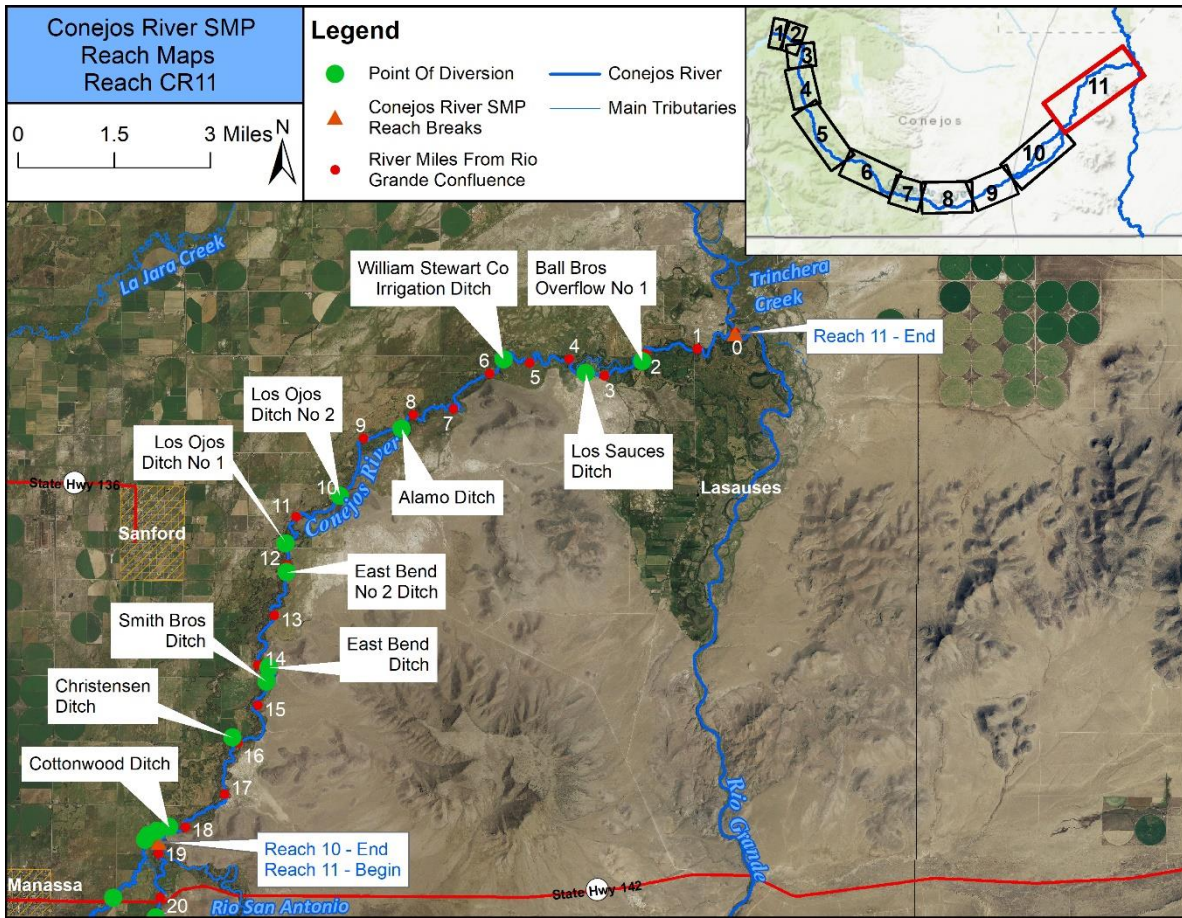 Conejos River SMP
Reach Maps
Reach CR11
0 1.5 3 Miles
N
Legend
Point Of Diversion
Conejos River SMP
Reach Breaks
River Miles From Rio
Grande Confluence
Conejos River
Main Tributaries
1
2
3
4
5
6
7
8
9
10
11
Conejos
La Jara Creek
William Stewart Co
Irrigation Ditch
Ball Bros
Overflow No 1
Trinchera
Creek
Reach 11 - End
0
1
2
3
4
5
6
7
8
9
10
11
12
13
14
15
16
17
18
19
20
Los Ojos
Ditch No 2
Los Ojos
Ditch No 1
Conejos River
Alamo Ditch
Los Sauces
Ditch
Lasauses
State Hwy 136
Sanford
East Bend
No 2 Ditch
Smith Bros
Ditch
East Bend
Ditch
Christensen
Ditch
Cottonwood Ditch
Reach 10 - End
Reach 11 - Begin
Manassa
Rio San Antonio
State Hwy 142
Rio Grande